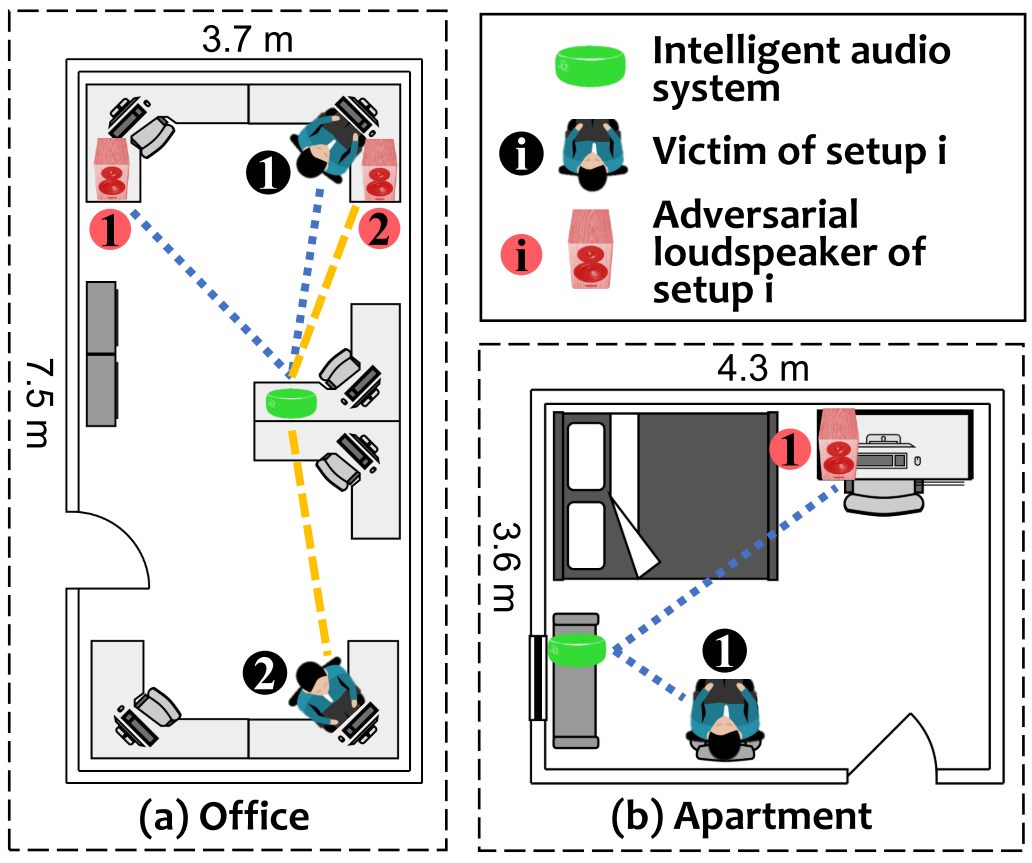 3.7 m
7.5 m
1
1
2
2
(a) Office
Intelligent audio
system
i
Victim of setup i
i
Adversarial
loudspeaker of
setup i
4.3 m
3.6 m
1
1
(b) Apartment